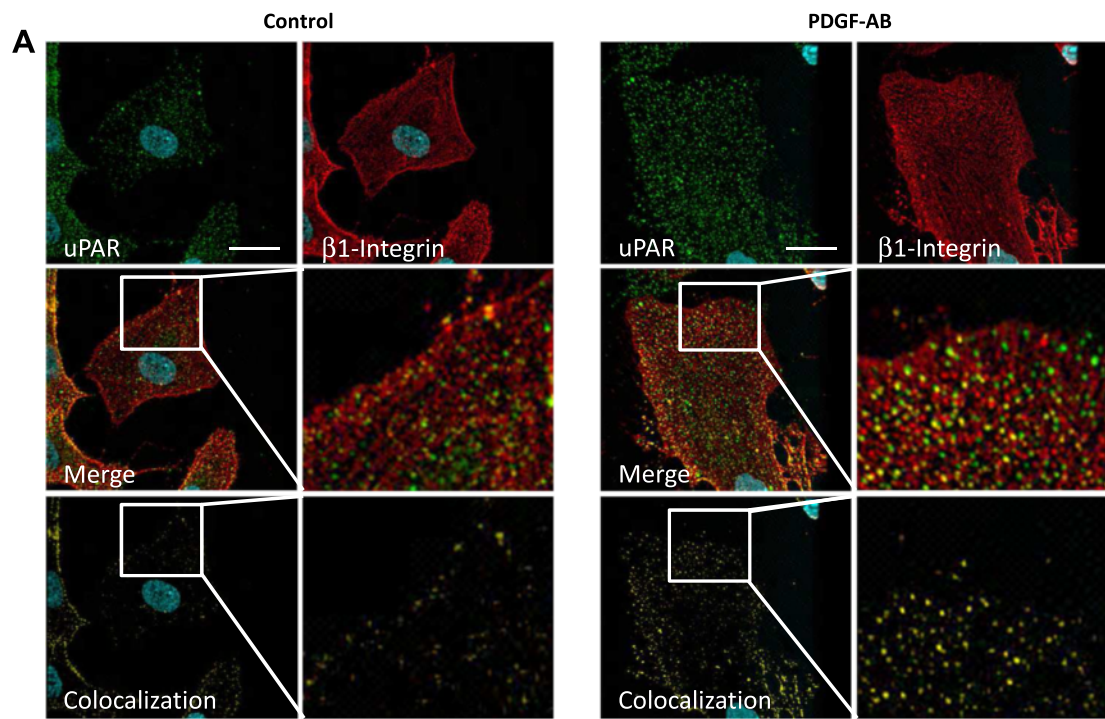 A
Control
PDGF-AB
uPAR
β1-Integrin
uPAR
β1-Integrin
Merge
Merge
Colocalization
Colocalization